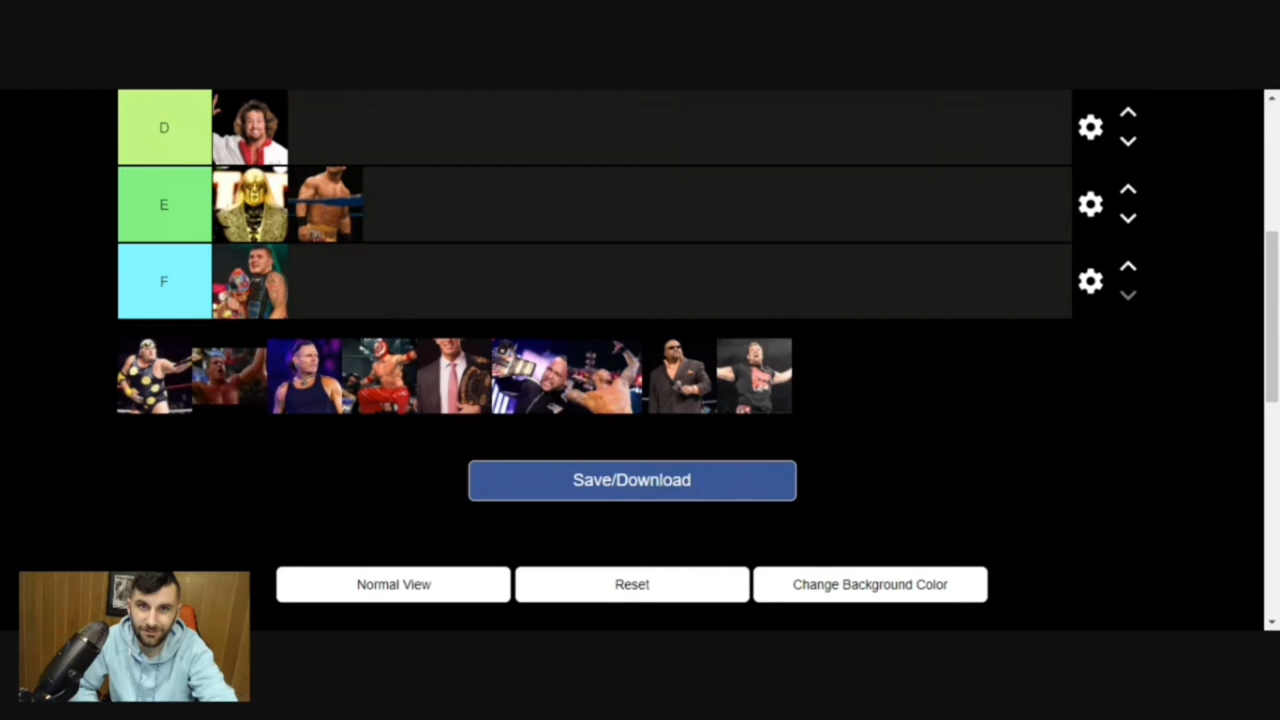 D
E
F
Save/Download
Normal View
Reset
Change Background Color